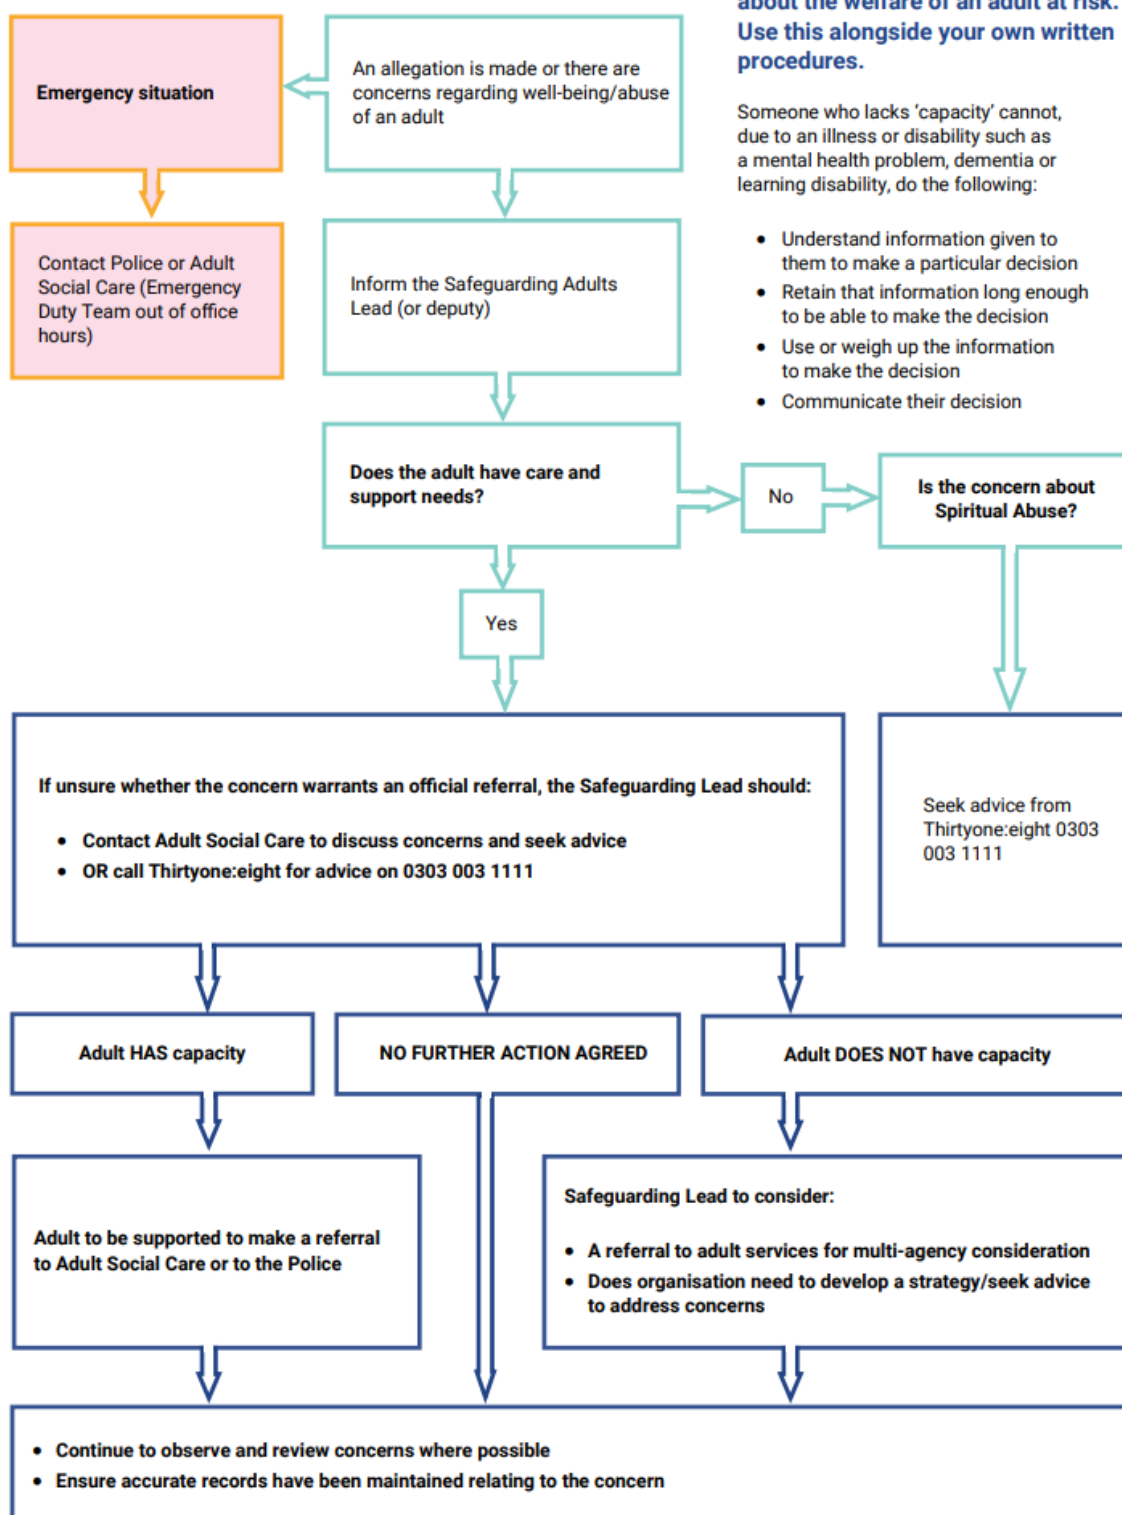 about the welfare of an adult at risk.
Use this alongside your own written
procedures.
Someone who lacks ‘capacity’ cannot,
due to an illness or disability such as
a mental health problem, dementia or
learning disability, do the following:
• Understand information given to
them to make a particular decision
• Retain that information long enough
to be able to make the decision
• Use or weigh up the information
to make the decision
• Communicate their decision
Emergency situation
An allegation is made or there are
concerns regarding well-being/abuse
of an adult
Contact Police or Adult
Social Care (Emergency
Duty Team out of office
hours)
Inform the Safeguarding Adults
Lead (or deputy)
Does the adult have care and
support needs?
No
Is the concern about
Spiritual Abuse?
Yes
If unsure whether the concern warrants an official referral, the Safeguarding Lead should:
• Contact Adult Social Care to discuss concerns and seek advice
• OR call Thirtyone:eight for advice on 0303 003 1111
Seek advice from
Thirtyone:eight 0303
003 1111
Adult HAS capacity
NO FURTHER ACTION AGREED
Adult DOES NOT have capacity
Adult to be supported to make a referral
to Adult Social Care or to the Police
Safeguarding Lead to consider:
• A referral to adult services for multi-agency consideration
• Does organisation need to develop a strategy/seek advice
to address concerns
• Continue to observe and review concerns where possible
• Ensure accurate records have been maintained relating to the concern